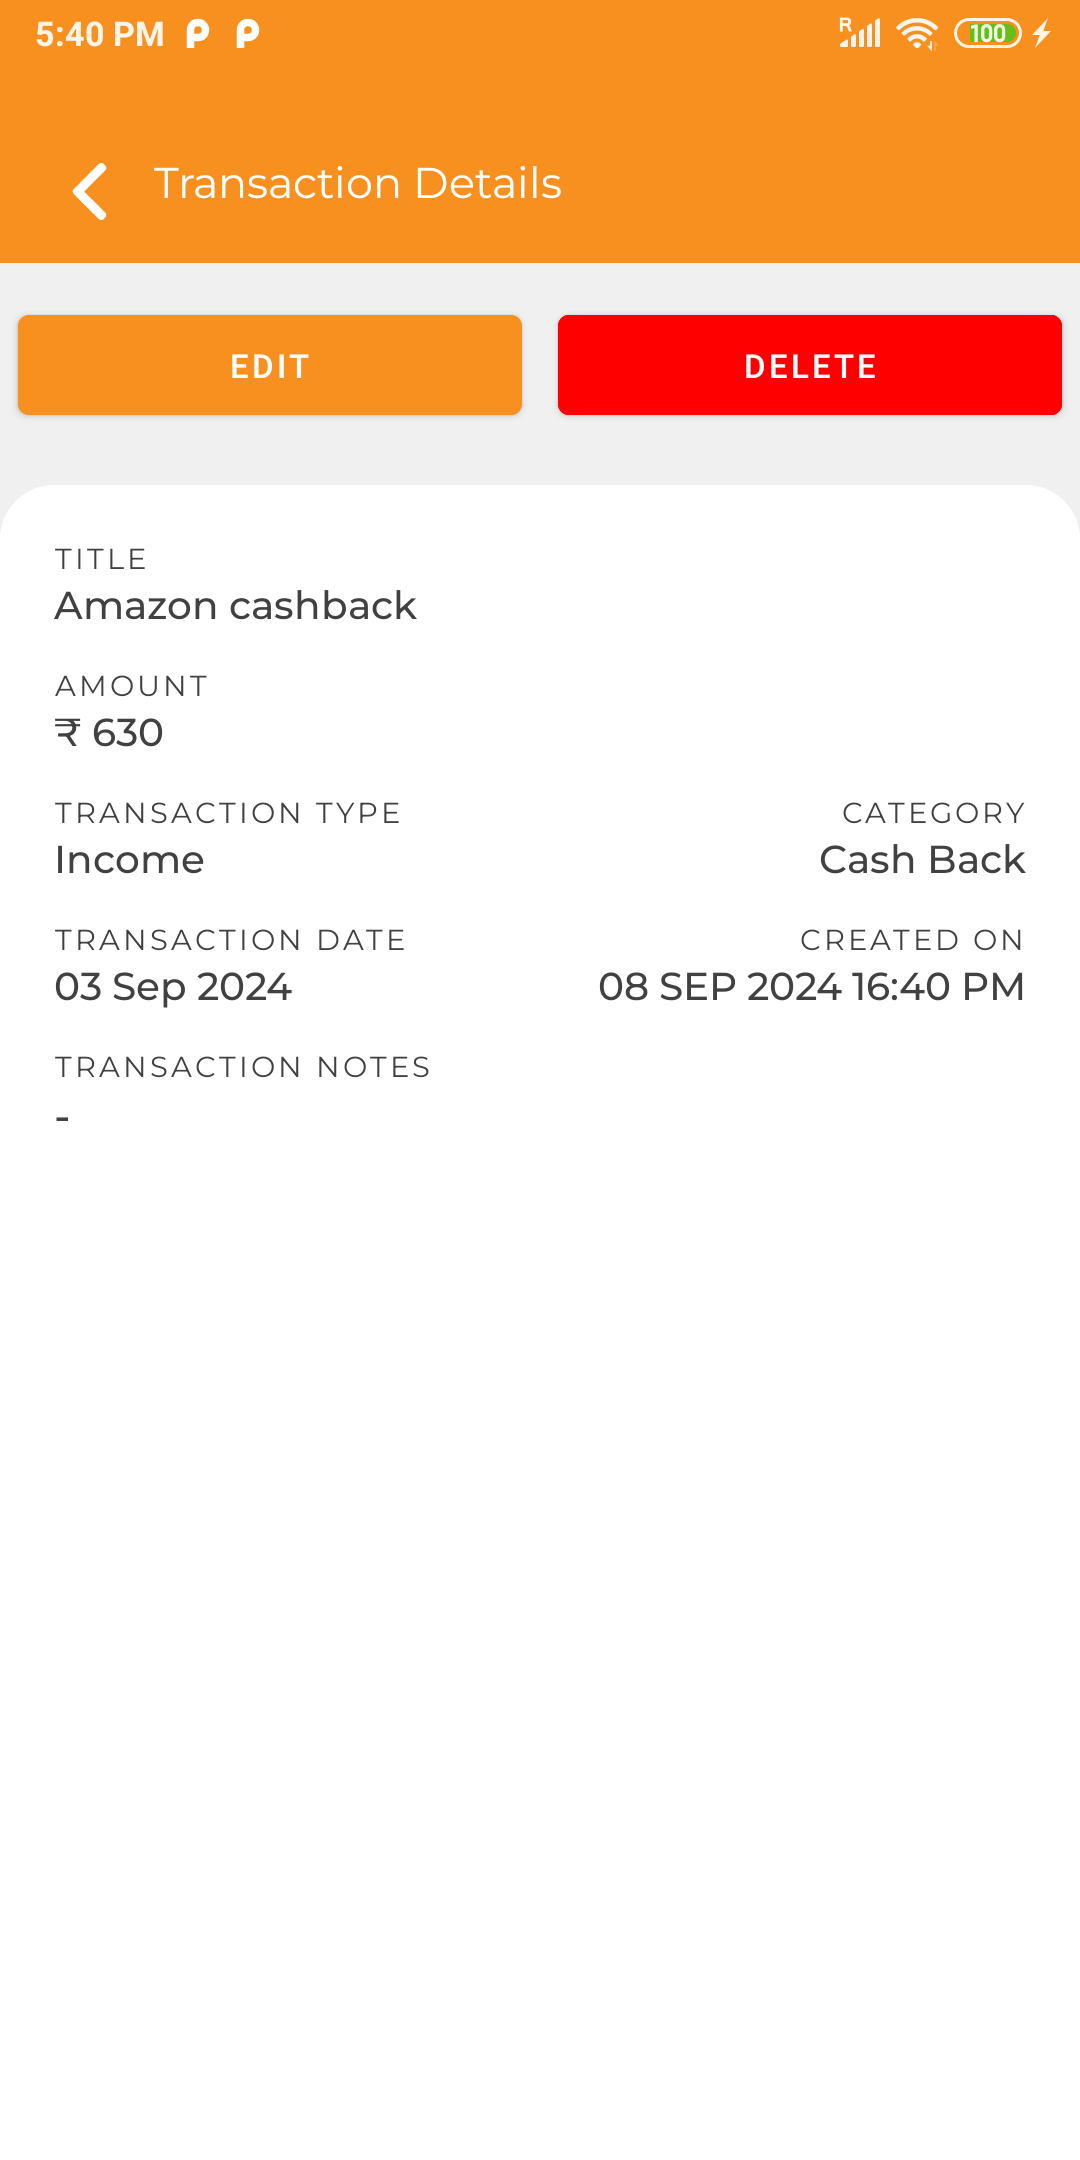 5:40 PM
R
100
Transaction Details
EDIT
DELETE
TITLE
Amazon cashback
AMOUNT
₹ 630
TRANSACTION TYPE
CATEGORY
Income
Cash Back
TRANSACTION DATE
CREATED ON
03 Sep 2024
08 SEP 2024 16:40 PM
TRANSACTION NOTES
-